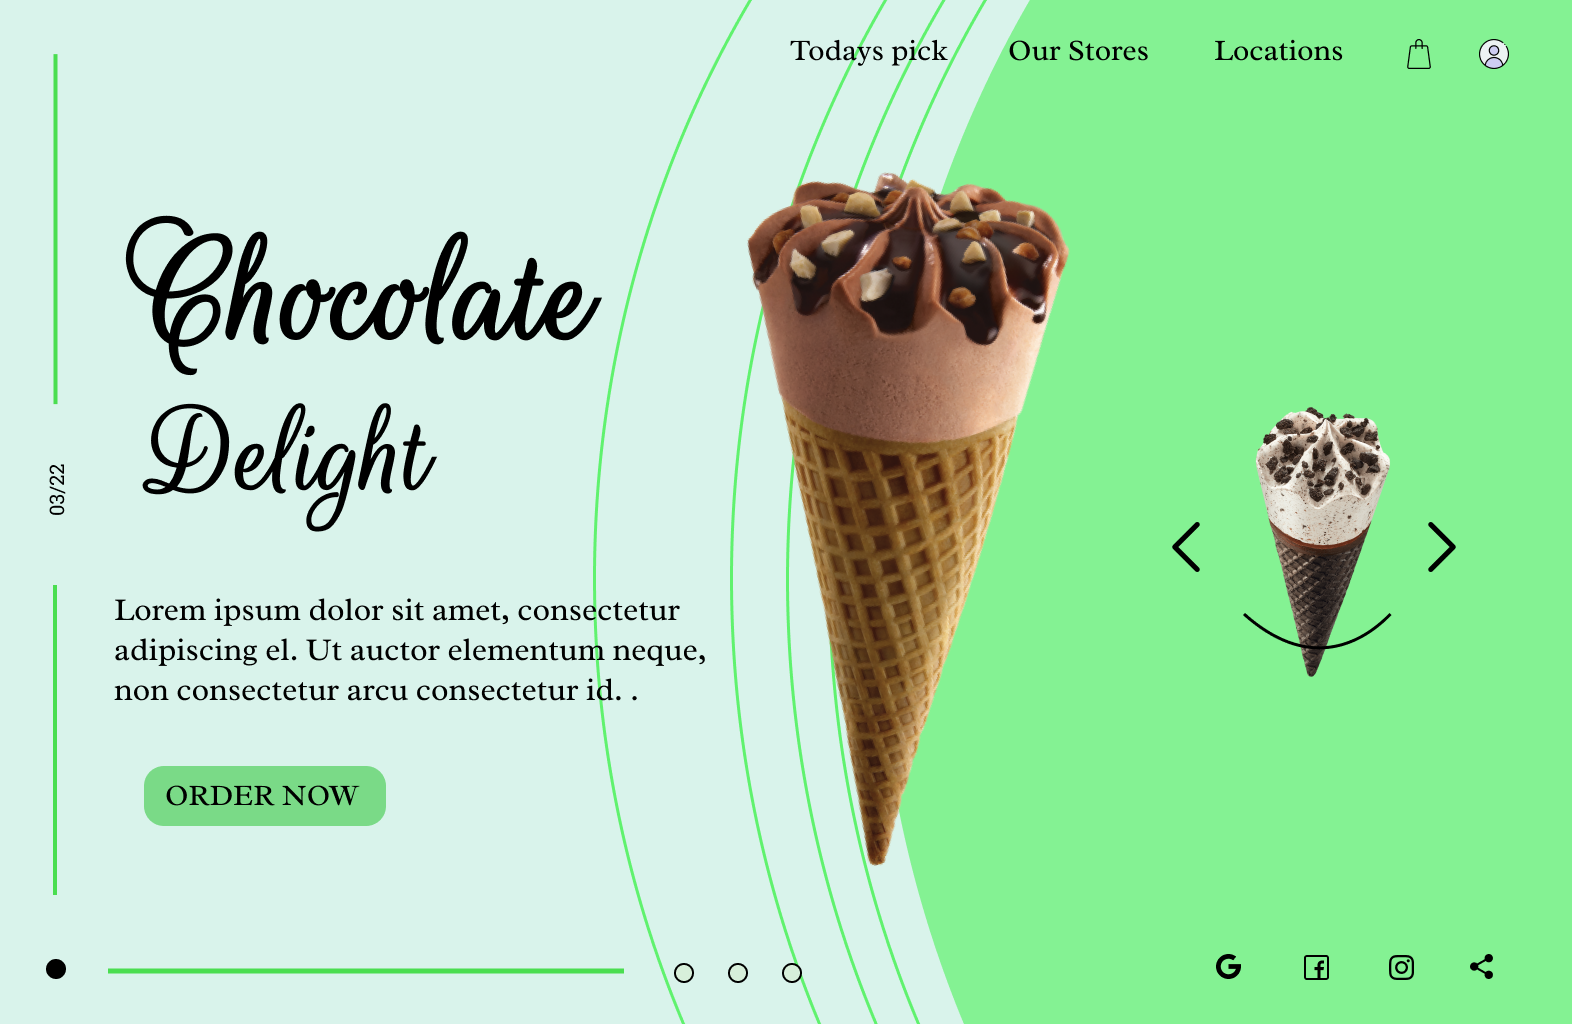 Todays pick
Our Stores
Locations
Chocolate
Delight
03/22
Lorem ipsum dolor sit amet, consectetur
adipiscing el. Ut auctor elementum neque,
non consectetur arcu consectetur id. .
ORDER NOW